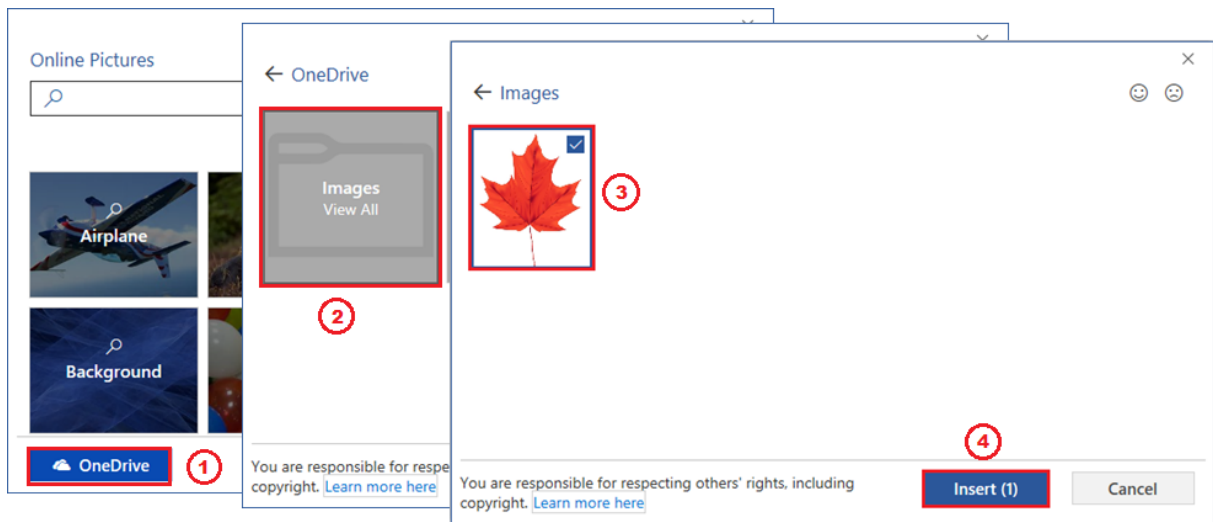 Online Pictures
Airplane
Background
OneDrive
1
OneDrive
Images
View All
2
You are responsible for respe
copyright. Learn more here
Images
3
4
You are responsible for respecting others' rights, including
copyright. Learn more here
Insert (1)
Cancel